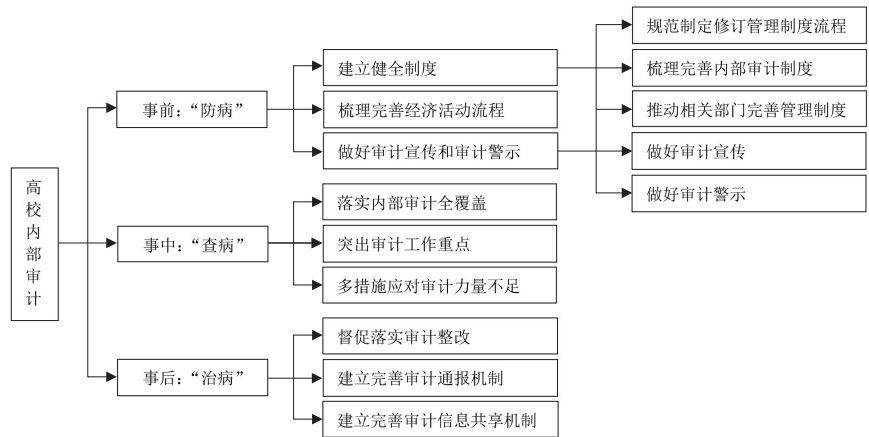 高校内部审计
事前：“防病”
建立健全制度
梳理完善经济活动流程
做好审计宣传和审计警示
规范制定修订管理制度流程
梳理完善内部审计制度
推动相关部门完善管理制度
做好审计宣传
做好审计警示
事中：“查病”
落实内部审计全覆盖
突出审计工作重点
多措施应对审计力量不足
事后：“治病”
督促落实审计整改
建立完善审计通报机制
建立完善审计信息共享机制